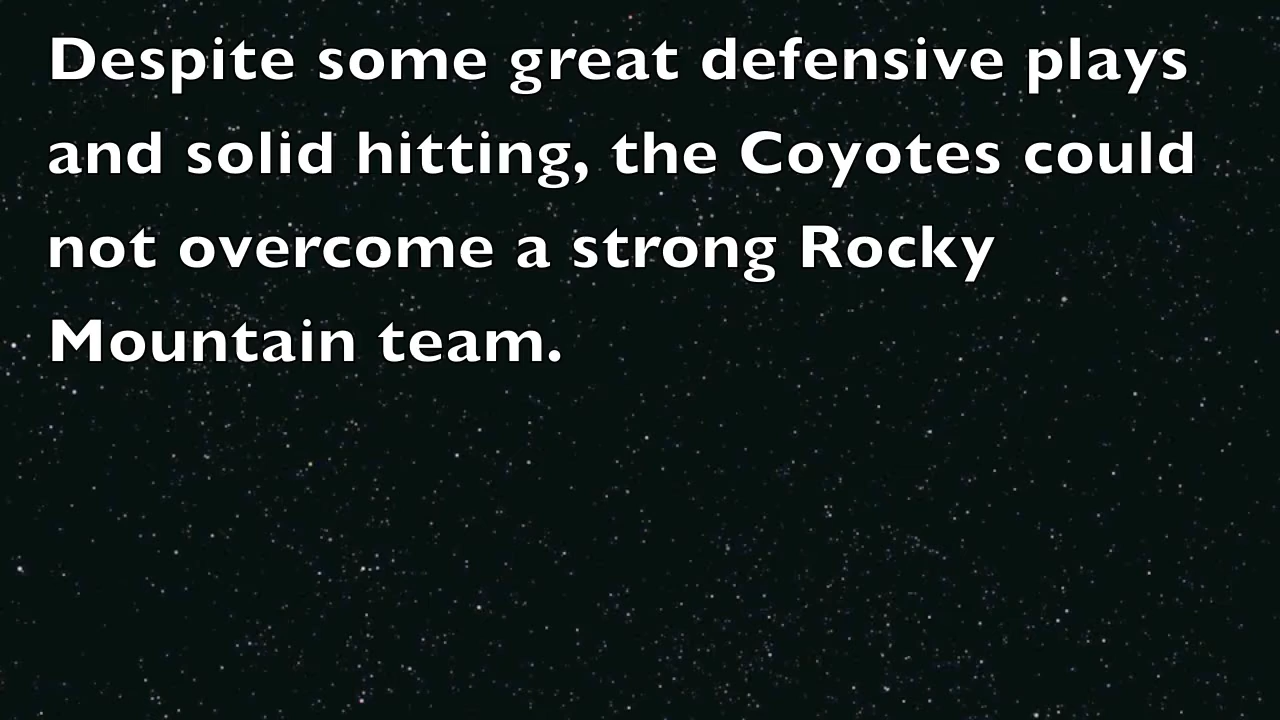 Despite some great defensive plays
and solid hitting, the Coyotes could
not overcome a strong Rocky
Mountain team.